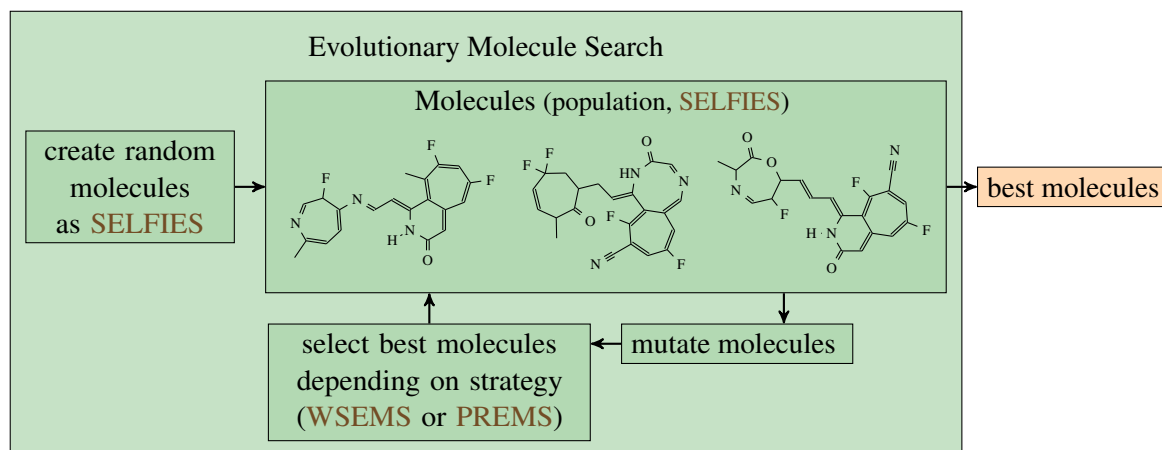 Evolutionary Molecule Search
Molecules (population, SELFIES)
create random
molecules
as SELFIES
F
N
N
F
F
N
H
O
F
F
O
HN
O
N
F
N
F
O
O
N
F
N
F
F
N
H
O
best molecules
select best molecules
depending on strategy
(WSEMS or PREMS)
mutate molecules